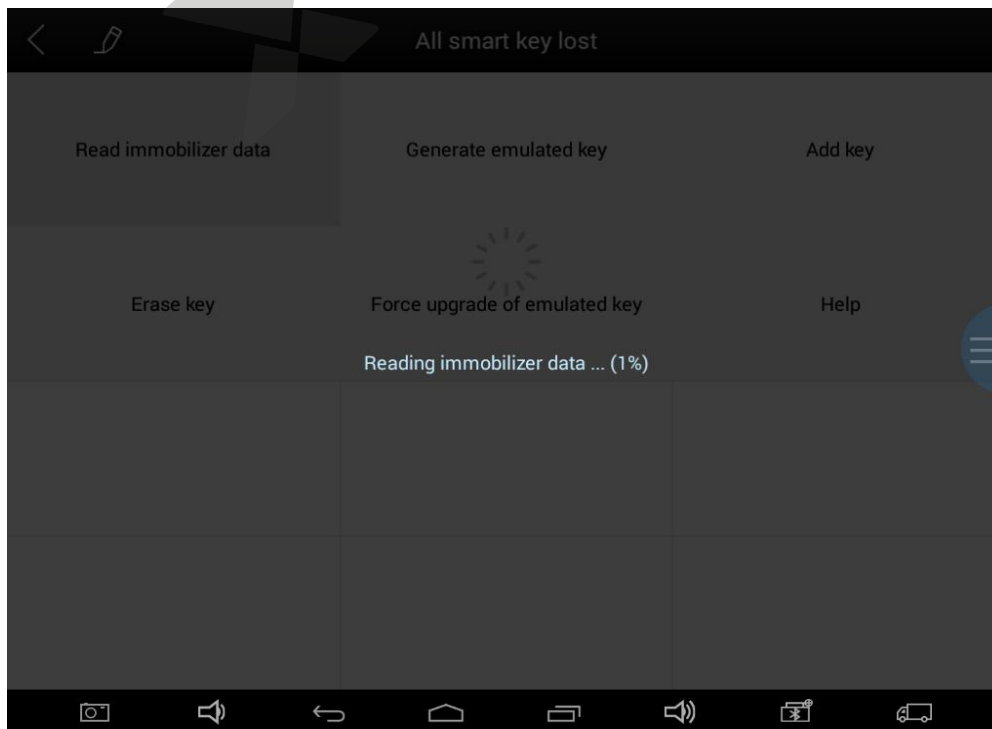 All smart key lost
Read immobilizer data
Generate emulated key
Add key
Erase key
Force upgrade of emulated key
Help
Reading immobilizer data ... (1%)